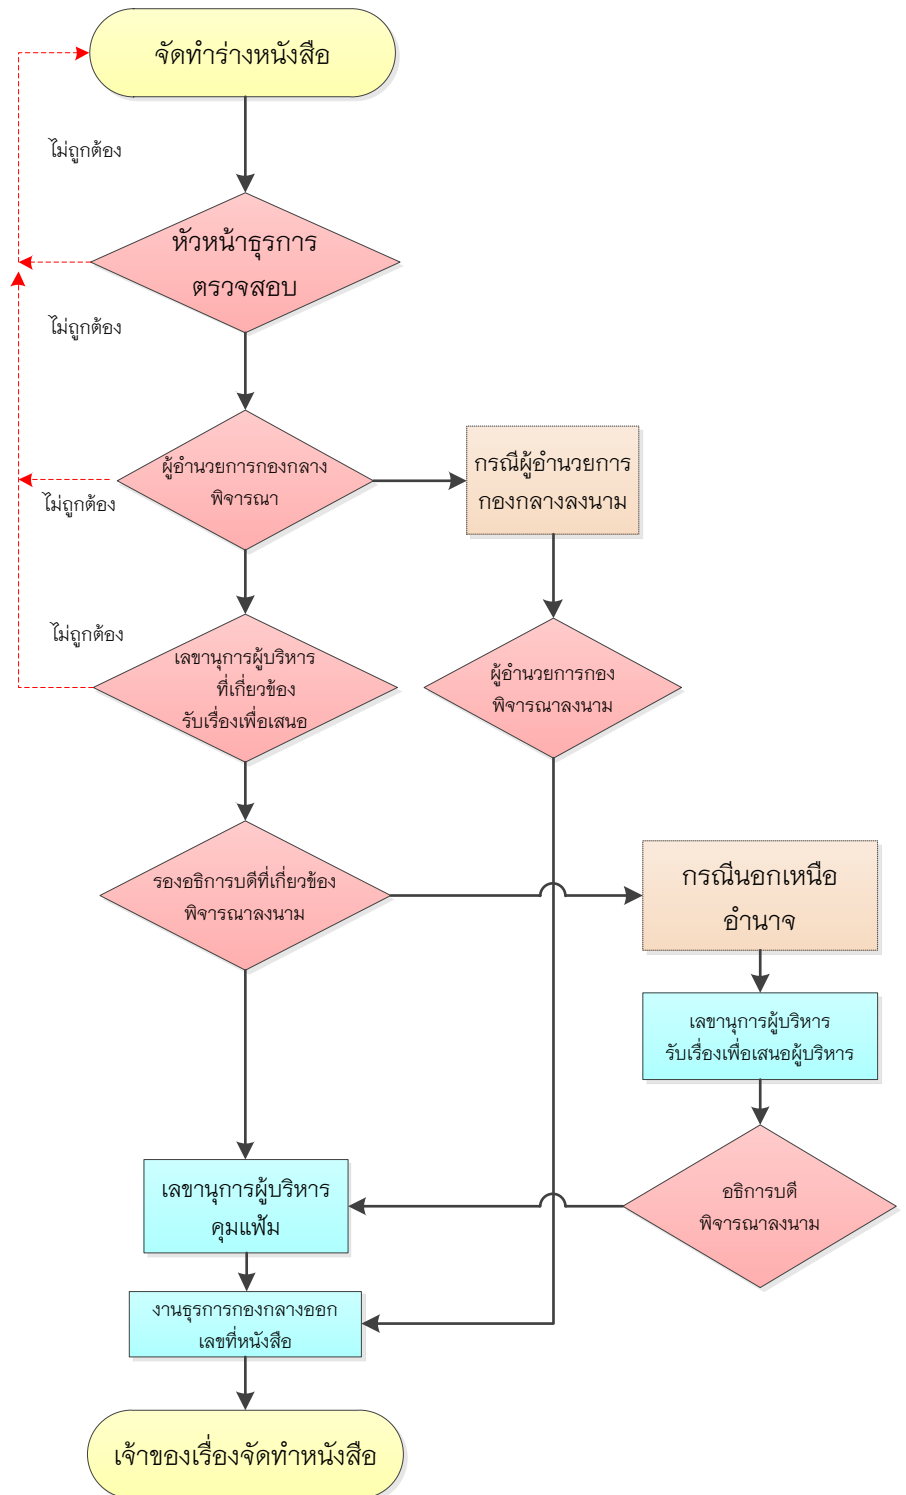 จัดทำร่างหนังสือ
ไม่ถูกต้อง
หัวหน้าธุรการ
ตรวจสอบ
ไม่ถูกต้อง
ผู้อำนวยการกองกลาง
พิจารณา
กรณีผู้อำนวยการ
กองกลางลงนาม
ไม่ถูกต้อง
ไม่ถูกต้อง
เลขานุการผู้บริหาร
ที่เกี่ยวข้อง
รับเรื่องเพื่อเสนอ
ผู้อำนวยการกอง
พิจารณาลงนาม
รองอธิการบดีที่เกี่ยวข้อง
พิจารณาลงนาม
กรณีนอกเหนือ
อำนาจ
เลขานุการผู้บริหาร
รับเรื่องเพื่อเสนอผู้บริหาร
อธิการบดี
พิจารณาลงนาม
เลขานุการผู้บริหาร
คุมแฟ้ม
งานธุรการกองกลางออก
เลขที่หนังสือ
เจ้าของเรื่องจัดทำหนังสือ